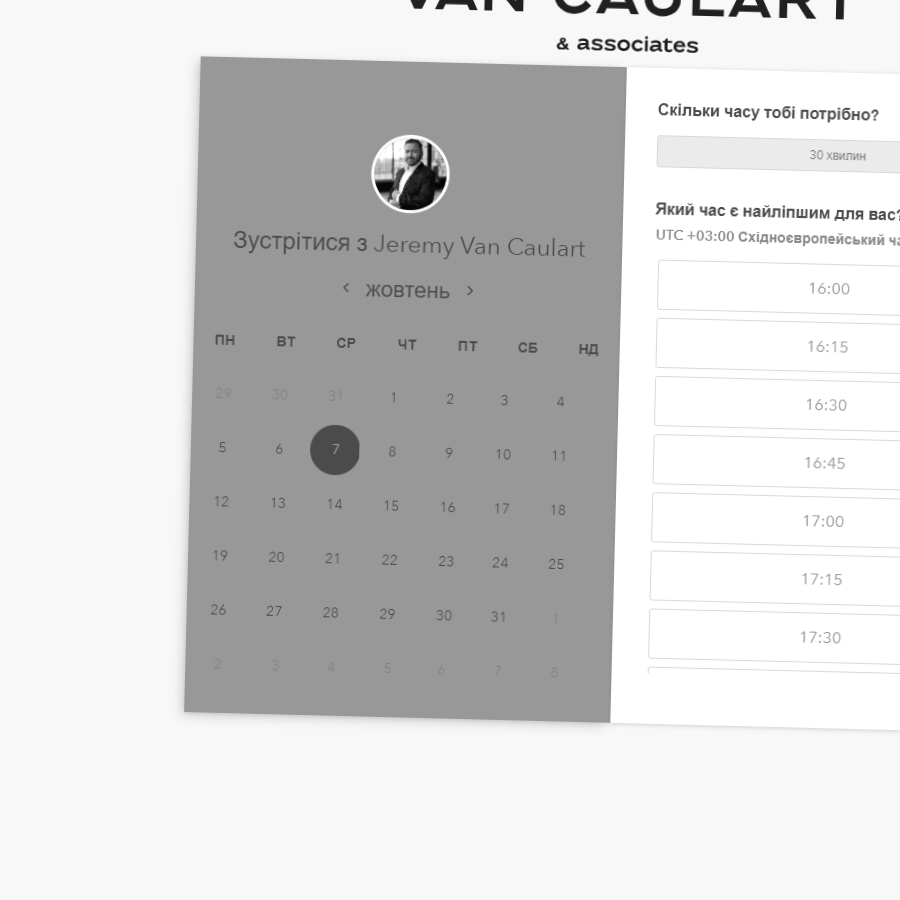 VAN CAULART
& associates
Зустрітися з Jeremy Van Caulart
жовтень
ПН ВТ СР ЧТ ПТ СБ НД
29 30 31 1 2 3 4
5 6 7 8 9 10 11
12 13 14 15 16 17 18
19 20 21 22 23 24 25
26 27 28 29 30 31 1
2 3 4 5 6 7 8
Скільки часу тобі потрібно?
30 хвилин
Який час є найліпшим для вас?
UTC +03:00 Східноєвропейський
16:00
16:15
16:30
16:45
17:00
17:15
17:30